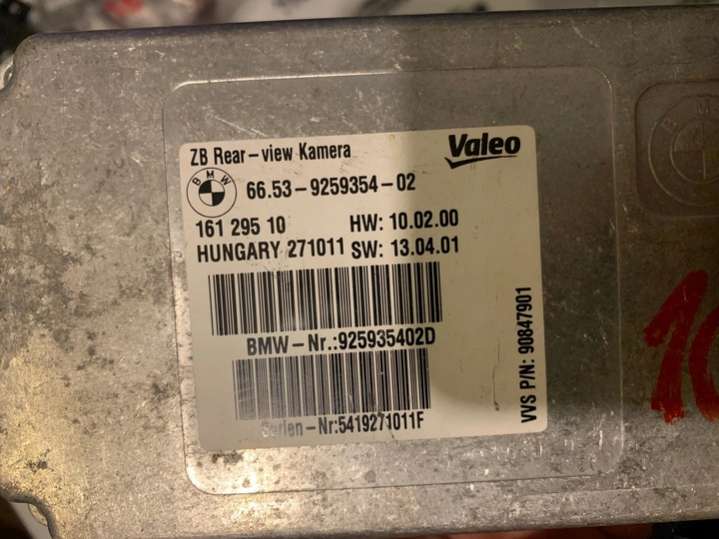 ZB Rear-view Kamera
Valeo
BMW
66.53-9259354-02
161 295 10 HW: 10.02.00
HUNGARY 271011 SW: 13.04.01
BMW-Nr.:925935402D
Serien-Nr:5419271011F
VVS P/N: 90847901
10